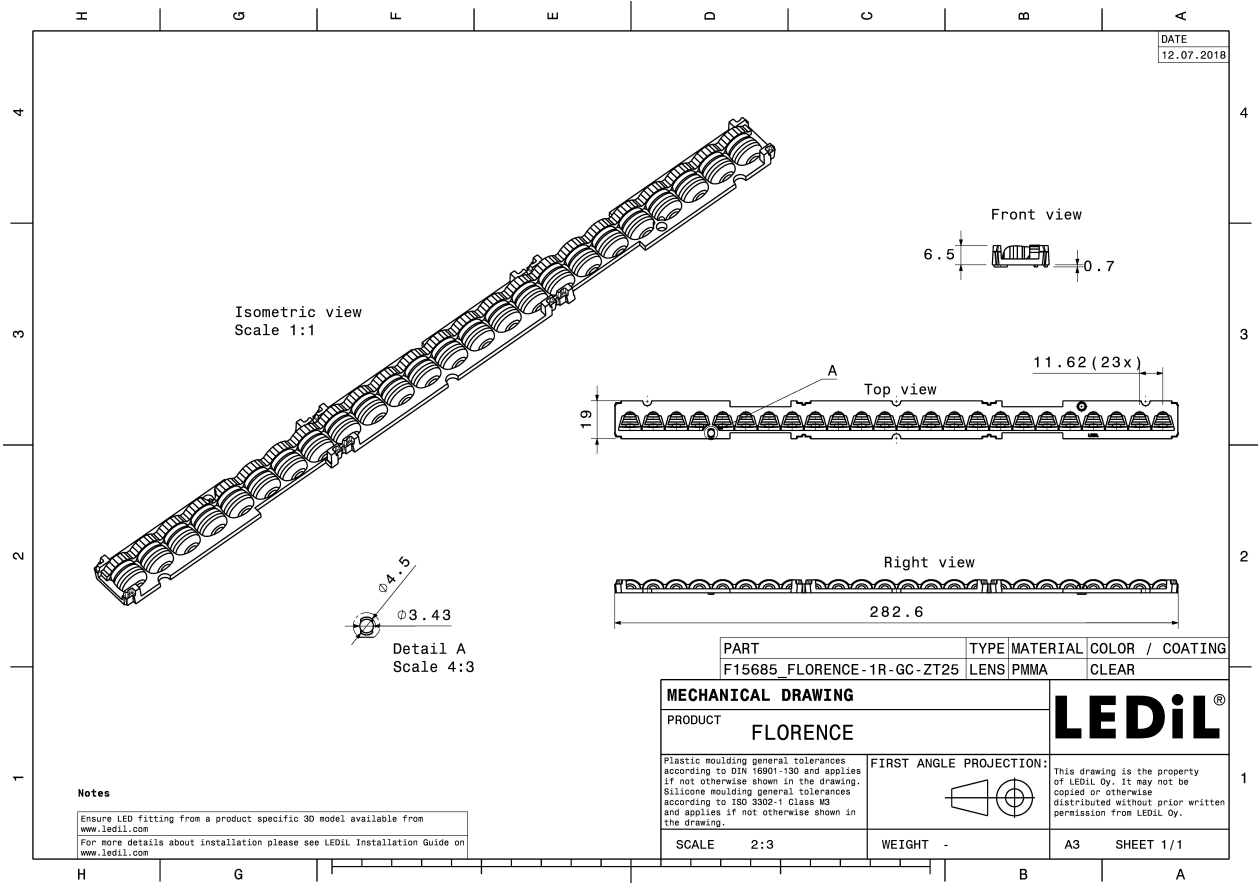 H G F E D C B A
DATE
12.07.2018
4 4
Front view
6.5
0.7
Isometric view
Scale 1:1
3 3
11.62(23x)
A
Top view
19
LEDiL
2 2
Right view
282.6
⌀4.5
⌀3.43
Detail A
Scale 4:3
PART TYPE MATERIAL COLOR / COATING
F15685_FLORENCE-1R-GC-ZT25 LENS PMMA CLEAR
MECHANICAL DRAWING
PRODUCT
FLORENCE
LEDiL®
Plastic moulding general tolerances
according to DIN 16901-130 and applies
if not otherwise shown in the drawing.
Silicone moulding general tolerances
according to ISO 3302-1 Class M3
and applies if not otherwise shown in
the drawing.
FIRST ANGLE PROJECTION:
This drawing is the property
of LEDiL Oy. It may not be
copied or otherwise
distributed without prior written
permission from LEDiL Oy.
1 1
Notes
Ensure LED fitting from a product specific 3D model available from
www.ledil.com
For more details about installation please see LEDiL Installation Guide on
www.ledil.com
SCALE 2:3 WEIGHT - A3 SHEET 1/1
H G B A